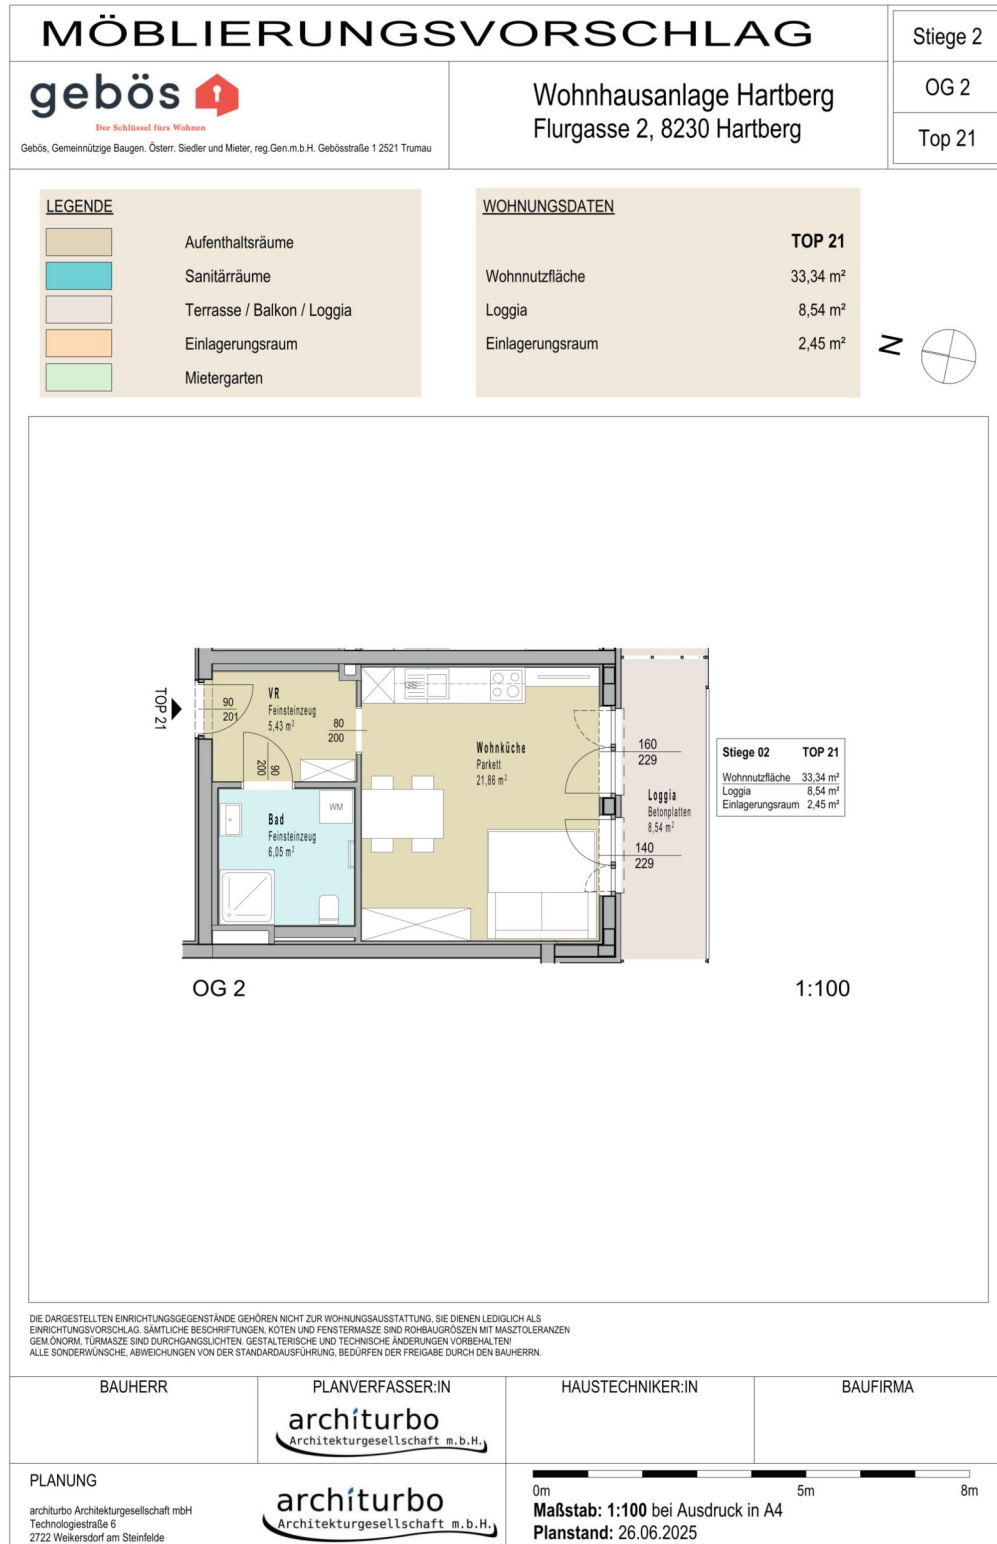 MÖBLIERUNGSVORSCHLAG
Stiege 2
OG 2
Top 21
gebös
Der Schlüssel fürs Wohnen
Gebös, Gemeinnützige Baugen. Österr. Siedler und Mieter, reg.Gen.m.b.H. Gebösstraße 1 2521 Trumau
Wohnhausanlage Hartberg
Flurgasse 2, 8230 Hartberg
LEGENDE
Aufenthaltsräume
Sanitärräume
Terrasse / Balkon / Loggia
Einlagerungsraum
Mietergarten
WOHNUNGSDATEN
TOP 21
Wohnnutzfläche 33,34 m²
Loggia 8,54 m²
Einlagerungsraum 2,45 m²
N
TOP 21
90
201
VR
Feinsteinzeug
5,43 m²
80
200
90
200
GS
Wohnküche
Parkett
21,86 m²
Bad
Feinsteinzeug
6,05 m²
WM
160
229
Loggia
Betonplatten
8,54 m²
140
229
Stiege 02 TOP 21
Wohnnutzfläche 33,34 m²
Loggia 8,54 m²
Einlagerungsraum 2,45 m²
OG 2
1:100
DIE DARGESTELLTEN EINRICHTUNGSGEGENSTÄNDE GEHÖREN NICHT ZUR WOHNUNGSAUSSTATTUNG, SIE DIENEN LEDIGLICH ALS
EINRICHTUNGSVORSCHLAG. SÄMTLICHE BESCHRIFTUNGEN, KOTEN UND FENSTERMASZE SIND ROHBAUGRÖSZEN MIT MASZTOLERANZEN
GEM.ÖNORM, TÜRMASZE SIND DURCHGANGSLICHTEN. GESTALTERISCHE UND TECHNISCHE ÄNDERUNGEN VORBEHALTEN!
ALLE SONDERWÜNSCHE, ABWEICHUNGEN VON DER STANDARDAUSFÜHRUNG, BEDÜRFEN DER FREIGABE DURCH DEN BAUHERRN.
BAUHERR
PLANVERFASSER:IN
HAUSTECHNIKER:IN
BAUFIRMA
architurbo
Architekturgesellschaft m.b.H.
PLANUNG
architurbo Architekturgesellschaft mbH
Technologiestraße 6
2722 Weikersdorf am Steinfelde
architurbo
Architekturgesellschaft m.b.H.
0m 5m 8m
Maßstab: 1:100 bei Ausdruck in A4
Planstand: 26.06.2025